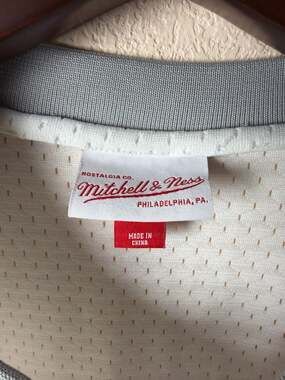 NOSTALGIA CO.
Mitchell & Ness
PHILADELPHIA, PA.
MADE IN
CHINA